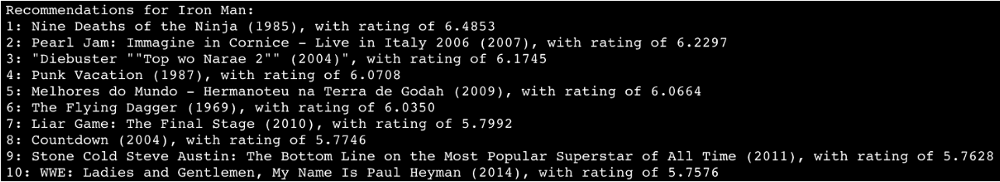 Recommendations for Iron Man:
1: Nine Deaths of the Ninja (1985), with rating of 6.4853
2: Pearl Jam: Immagine in Cornice - Live in Italy 2006 (2007), with rating of 6.2297
3: "Diebuster ""Top wo Narae 2"" (2004)", with rating of 6.1745
4: Punk Vacation (1987), with rating of 6.0708
5: Melhores do Mundo - Hermanoteu na Terra de Godah (2009), with rating of 6.0664
6: The Flying Dagger (1969), with rating of 6.0350
7: Liar Game: The Final Stage (2010), with rating of 5.7992
8: Countdown (2004), with rating of 5.7746
9: Stone Cold Steve Austin: The Bottom Line on the Most Popular Superstar of All Time (2011), with rating of 5.7628
10: WWE: Ladies and Gentlemen, My Name Is Paul Heyman (2014), with rating of 5.7576